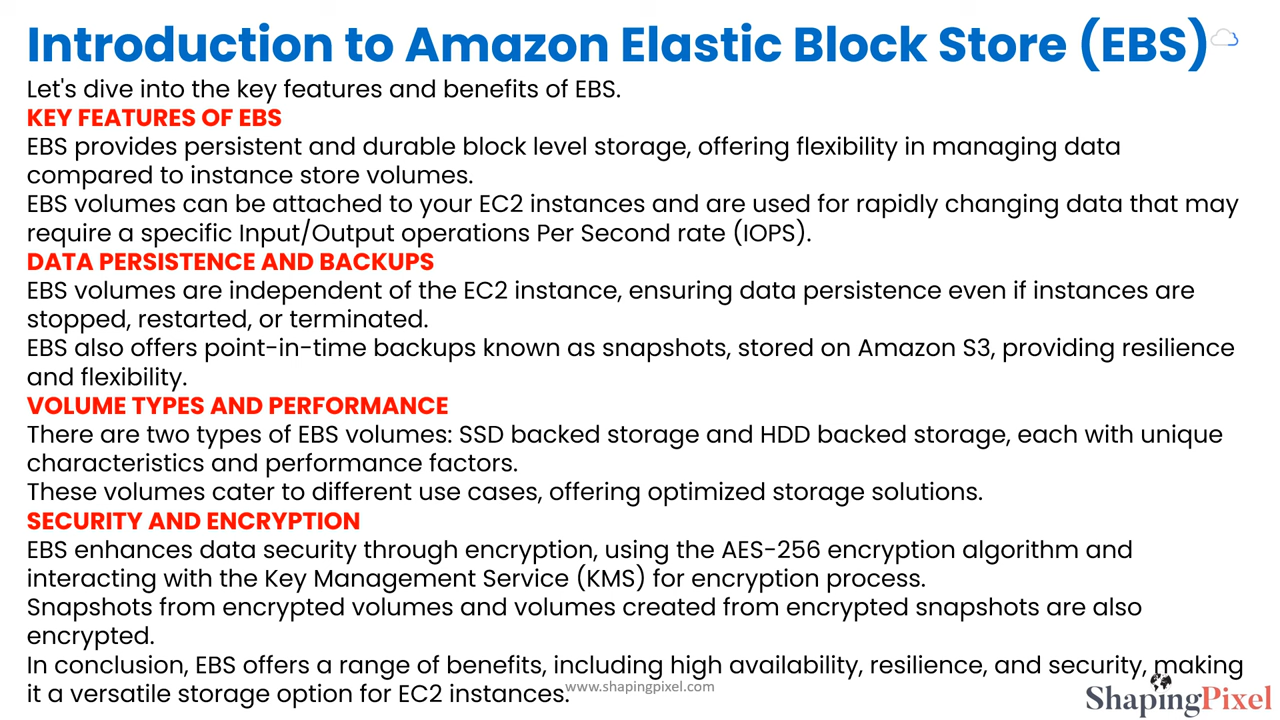 Introduction to Amazon Elastic Block Store (EBS)
Let's dive into the key features and benefits of EBS.
KEY FEATURES OF EBS
EBS provides persistent and durable block level storage, offering flexibility in managing data
compared to instance store volumes.
EBS volumes can be attached to your EC2 instances and are used for rapidly changing data that may
require a specific Input/Output operations Per Second rate (IOPS).
DATA PERSISTENCE AND BACKUPS
EBS volumes are independent of the EC2 instance, ensuring data persistence even if instances are
stopped, restarted, or terminated.
EBS also offers point-in-time backups known as snapshots, stored on Amazon S3, providing resilience
and flexibility.
VOLUME TYPES AND PERFORMANCE
There are two types of EBS volumes: SSD backed storage and HDD backed storage, each with unique
characteristics and performance factors.
These volumes cater to different use cases, offering optimized storage solutions.
SECURITY AND ENCRYPTION
EBS enhances data security through encryption, using the AES-256 encryption algorithm and
interacting with the Key Management Service (KMS) for encryption process.
Snapshots from encrypted volumes and volumes created from encrypted snapshots are also
encrypted.
In conclusion, EBS offers a range of benefits, including high availability, resilience, and security, making
it a versatile storage option for EC2 instances.
www.shapingpixel.com
ShapingPixel